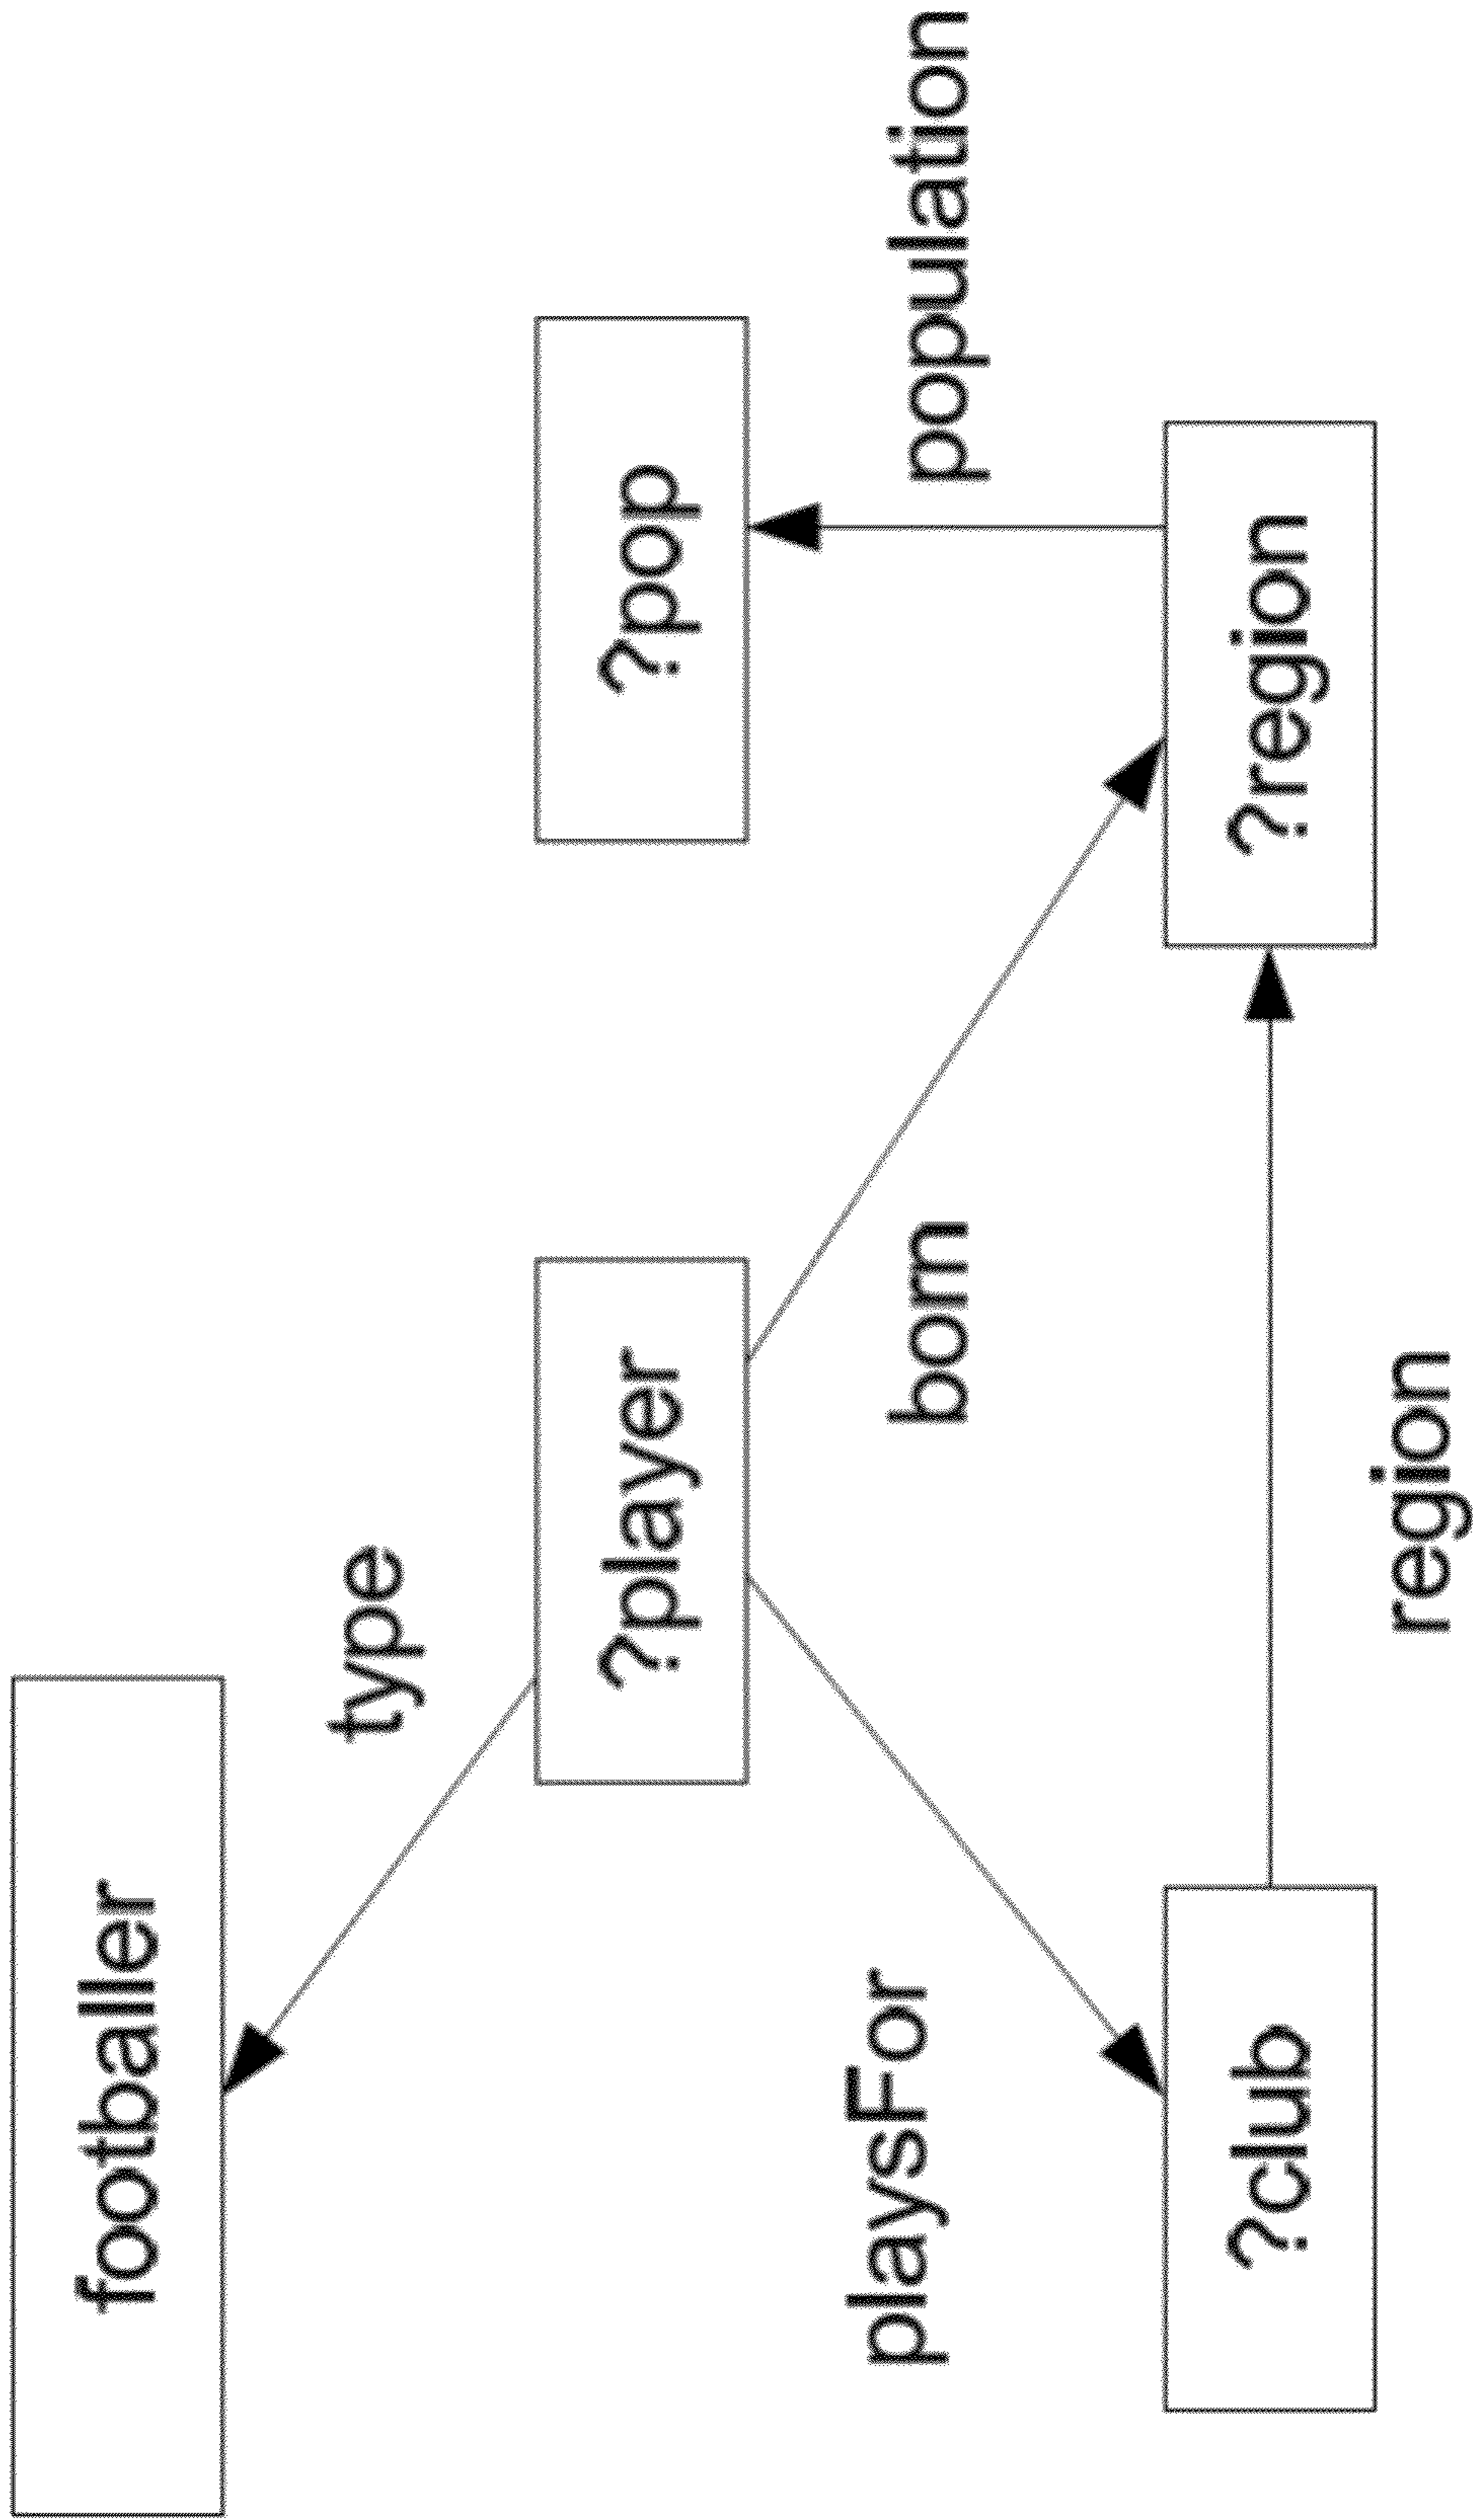 footballer
type
?player
?pop
playsFor
born
population
?club
?region
region